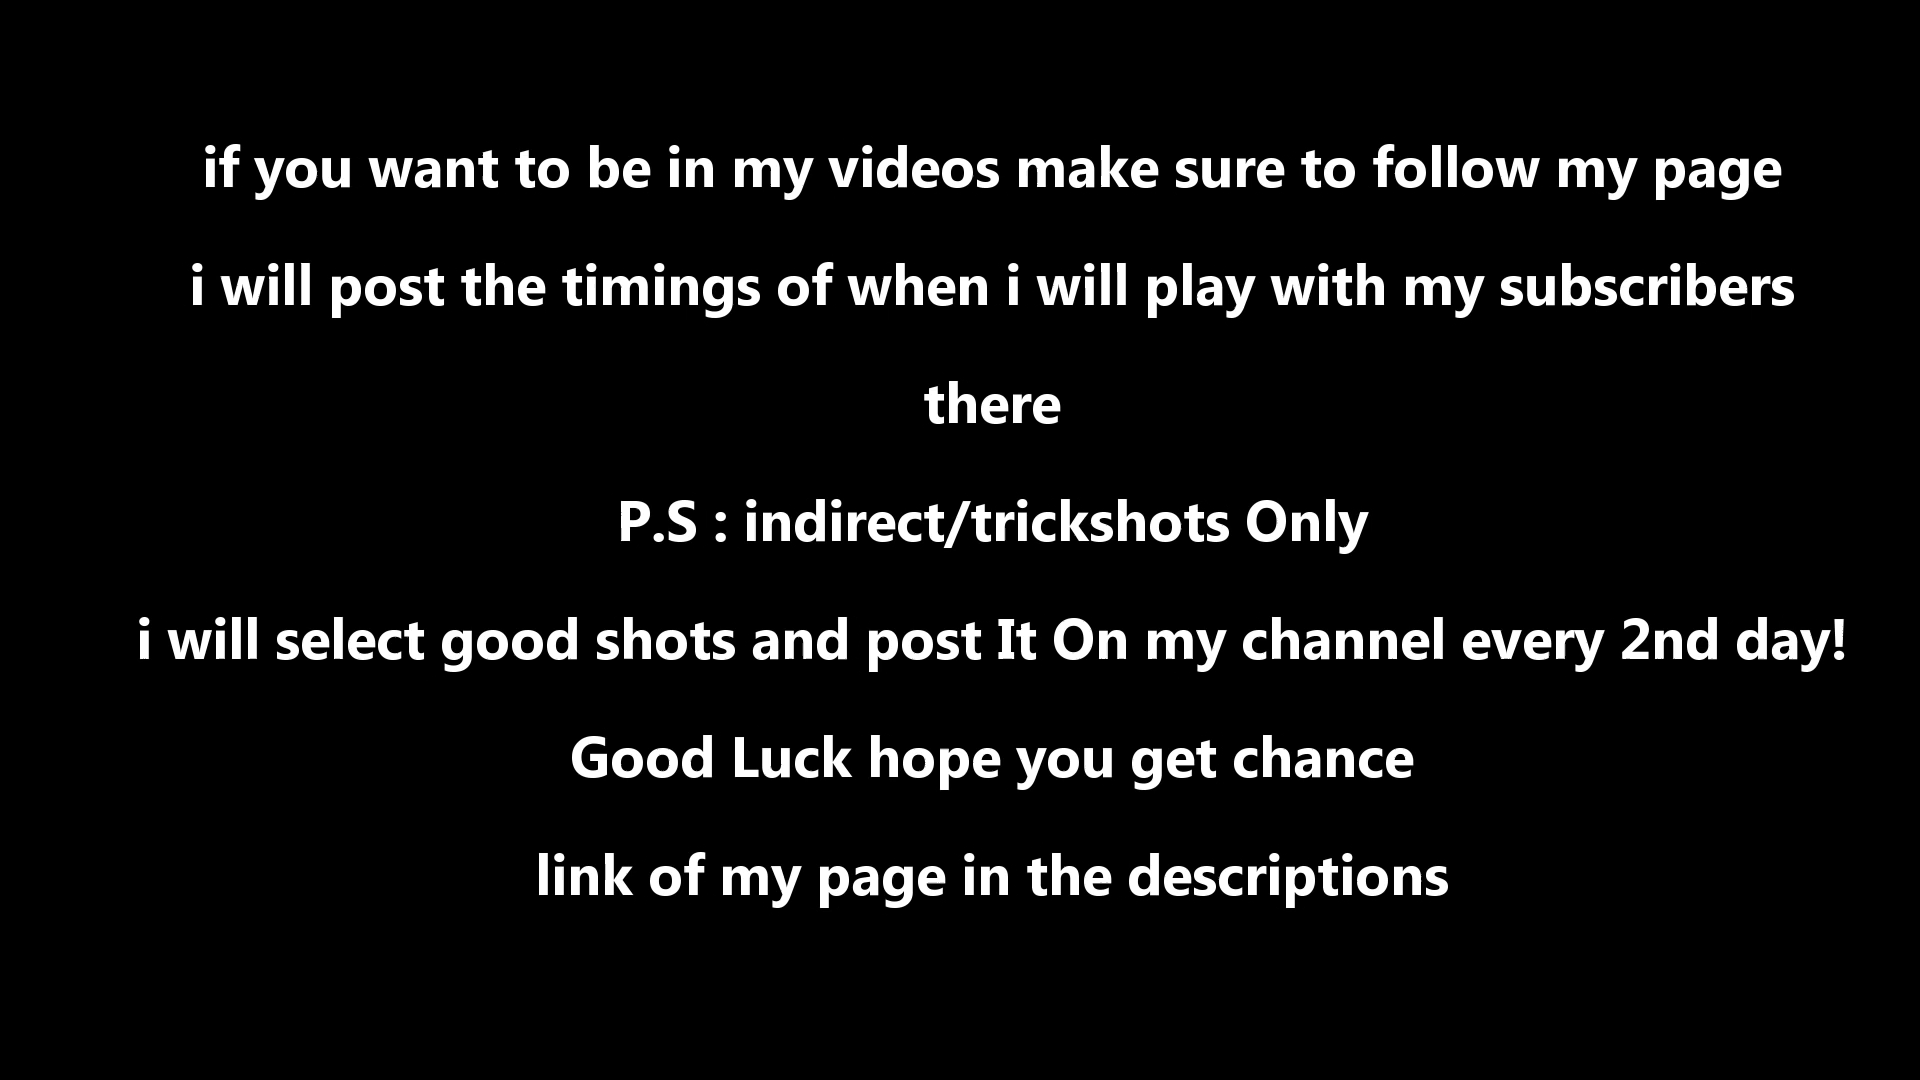 if you want to be in my videos make sure to follow my page
i will post the timings of when i will play with my subscribers
there
P.S : indirect/trickshots Only
i will select good shots and post It On my channel every 2nd day!
Good Luck hope you get chance
link of my page in the descriptions